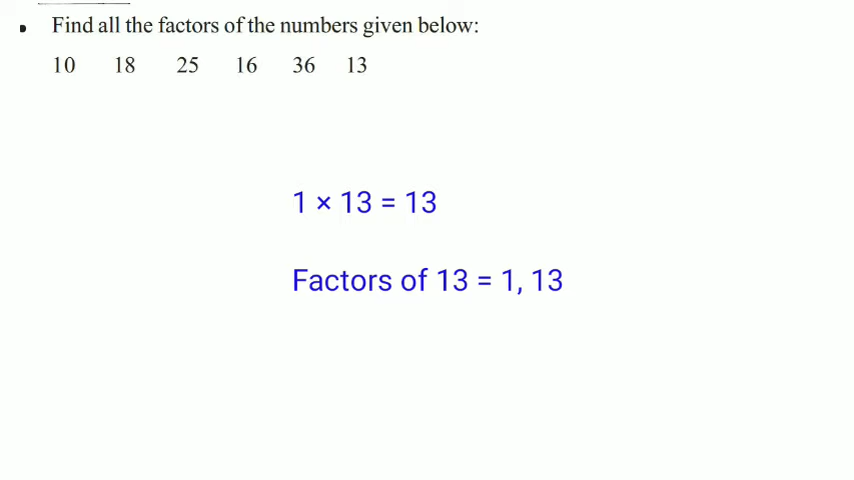 Find all the factors of the numbers given below:
10 18 25 16 36 13
1 × 13 = 13
Factors of 13 = 1, 13